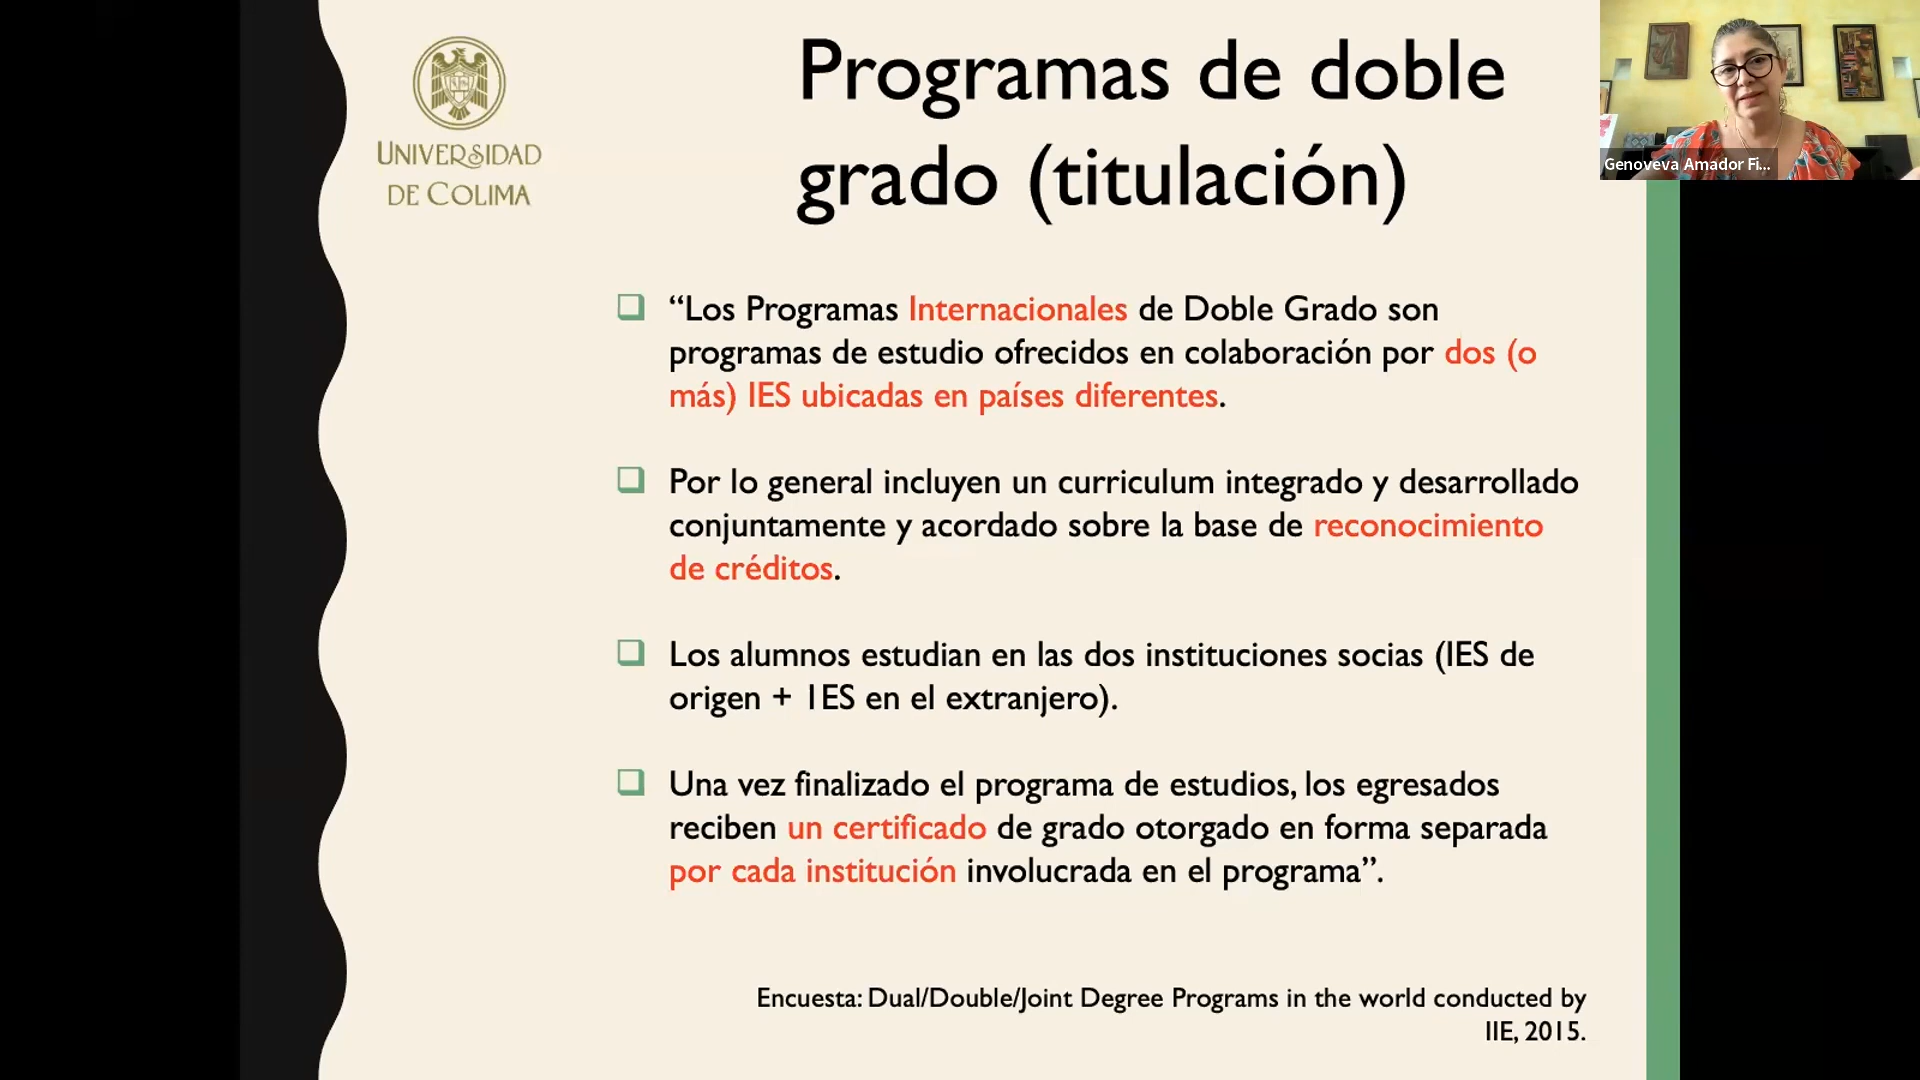 UNIVERSIDAD
DE COLIMA
Programas de doble
grado (titulación)
Genoveva Amador Fi...
“Los Programas Internacionales de Doble Grado son
programas de estudio ofrecidos en colaboración por dos (o
más) IES ubicadas en países diferentes.
Por lo general incluyen un curriculum integrado y desarrollado
conjuntamente y acordado sobre la base de reconocimiento
de créditos.
Los alumnos estudian en las dos instituciones socias (IES de
origen + 1ES en el extranjero).
Una vez finalizado el programa de estudios, los egresados
reciben un certificado de grado otorgado en forma separada
por cada institución involucrada en el programa”.
Encuesta: Dual/Double/Joint Degree Programs in the world conducted by
IIE, 2015.